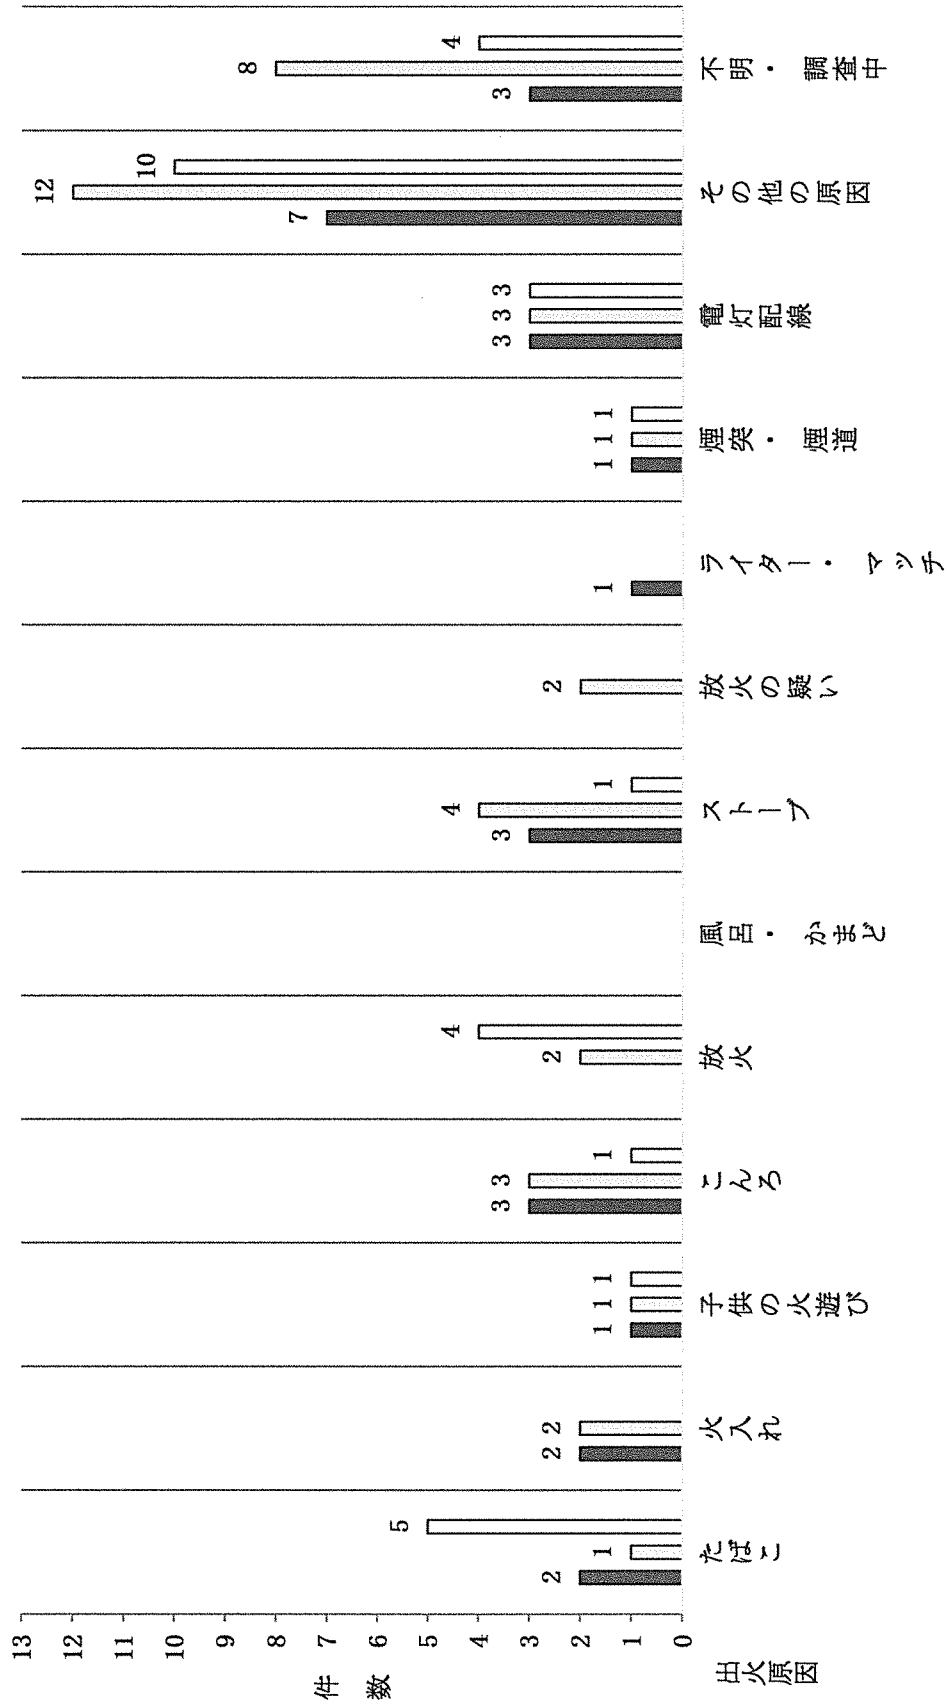 13
12
11
10
9
8
7
6
5
4
3
2
1
0
件数
出火原因
2 1 5
2 2
1 1 1
3 3 1
2 4
3 4 1
2
1
1 1 1
3 3 3
7 12 10
3 8 4
たばこ
火入れ
子供の火遊び
こんろ
放火
風呂・かまど
ストーブ
放火の疑い
ライター・マッチ
煙突・煙道
電灯配線
その他の原因
不明・調査中